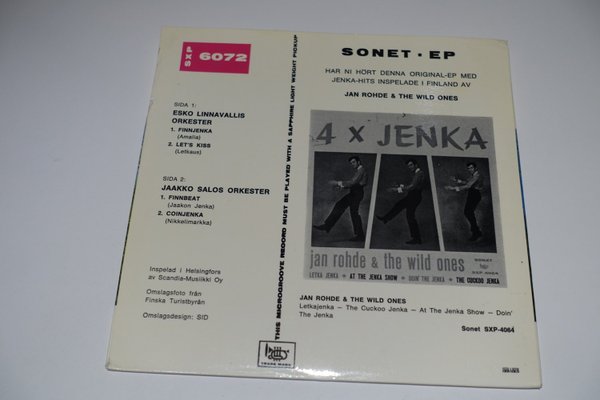 SXP 6072
SIDA 1:
ESKO LINNAVALLIS
ORKESTER
1. FINNJENKA
(Amalia)
2. LET'S KISS
(Letkaus)
SIDA 2:
JAAKKO SALOS ORKESTER
1. FINNBEAT
(Jaakon Jenka)
2. COINJENKA
(Nikkelimarkka)
Inspelad i Helsingfors
av Scandia-Musiikki Oy
Omslagsfoto från
Finska Turistbyrån
Omslagsdesign: SID
THIS MICROGROOVE RECORD MUST BE PLAYED WITH A SAPPHIRE LIGHT WEIGHT PICKUP
TRADE MARK
SONET · EP
HAR NI HÖRT DENNA ORIGINAL-EP MED
JENKA-HITS INSPELADE I FINLAND AV
JAN ROHDE & THE WILD ONES
4 x JENKA
jan rohde & the wild ones
SONET
LETKA JENKA • AT THE JENKA SHOW • DOIN' THE JENKA • THE CUCKOO JENKA
JAN ROHDE & THE WILD ONES
Letkajenka — The Cuckoo Jenka — At The Jenka Show — Doin'
The Jenka
Sonet SXP-4064